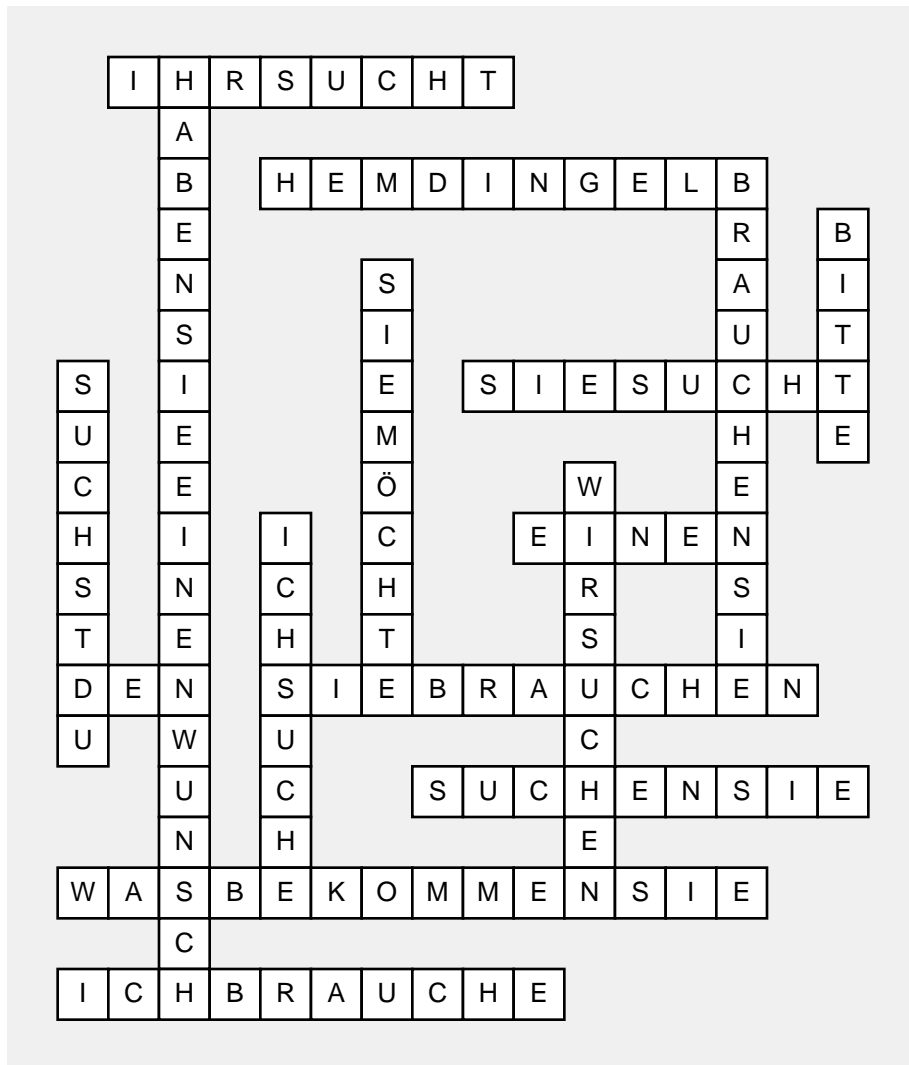 IHRSUCHT
HABENSIEEINENWUNSCH
HEMDINGELB
BRAUCHENSIE
BITTE
SIEMÖCHTE
SUCHSTDU
SIESUCHT
WIRSUCHEN
ICHSUCHE
EINEN
DEN
SIEBRAUCHEN
SUCHENSIE
WASBEKOMMENSIE
ICHBRAUCHE